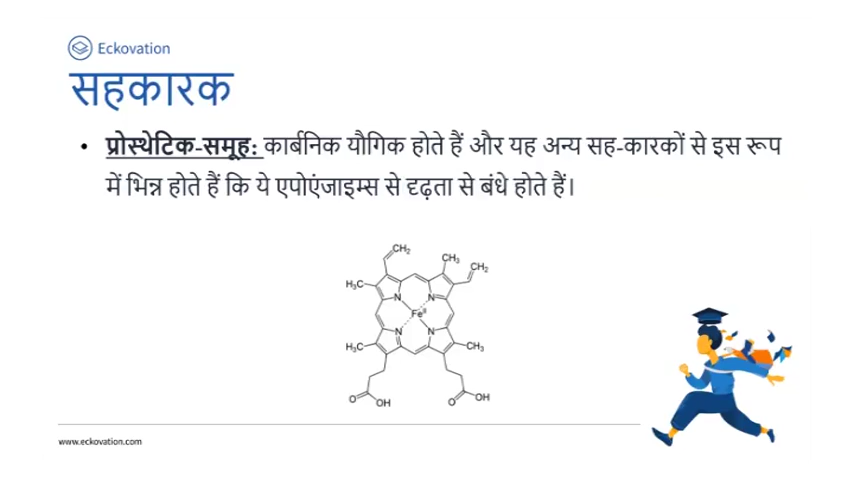 Eckovation
सहकारक
• प्रोस्थेटिक-समूह: कार्बनिक यौगिक होते हैं और यह अन्य सह-कारकों से इस रूप
में भिन्न होते हैं कि ये एपोएंजाइम्स से दृढ़ता से बंधे होते हैं।
CH₂
CH₃
CH₂
H₃C
N
N
Feᴵᴵ
N
N
H₃C
CH₃
O
OH
O
OH
www.eckovation.com